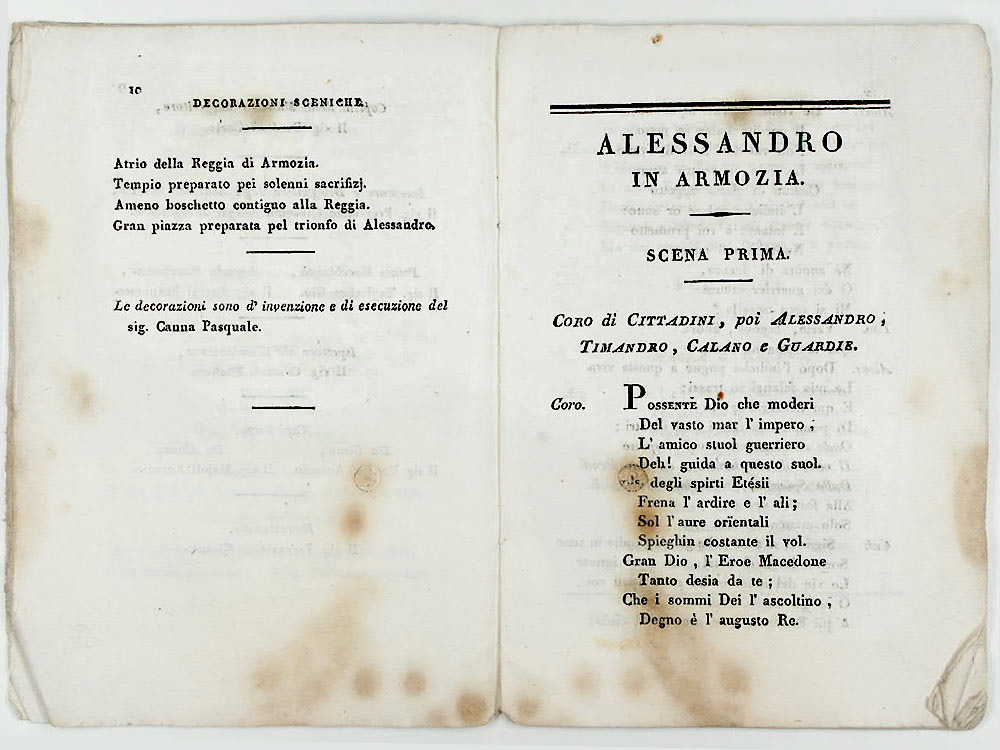 10
DECORAZIONI SCENICHE.
Atrio della Reggia di Armozia.
Tempio preparato pei solenni sacrifizj.
Ameno boschetto contiguo alla Reggia.
Gran piazza preparata pel trionfo di Alessandro.
Le decorazioni sono d' invenzione e di esecuzione del
sig. Canna Pasquale.
ALESSANDRO
IN ARMOZIA.
SCENA PRIMA.
CORO di CITTADINI, poi ALESSANDRO,
TIMANDRO, CALANO e GUARDIE.
Coro. POSSENTE Dio che moderi
Del vasto mar l' impero;
L' amico stuol guerriero
Deh! guida a questo suol.
degli spirti Etésii
Frena l' ardire e l' ali;
Sol l' aure orïentali
Spieghin costante il vol.
Gran Dio, l' Eroe Macedone
Tanto desia da te;
Che i sommi Dei l' ascoltino,
Degno è l' augusto Re.